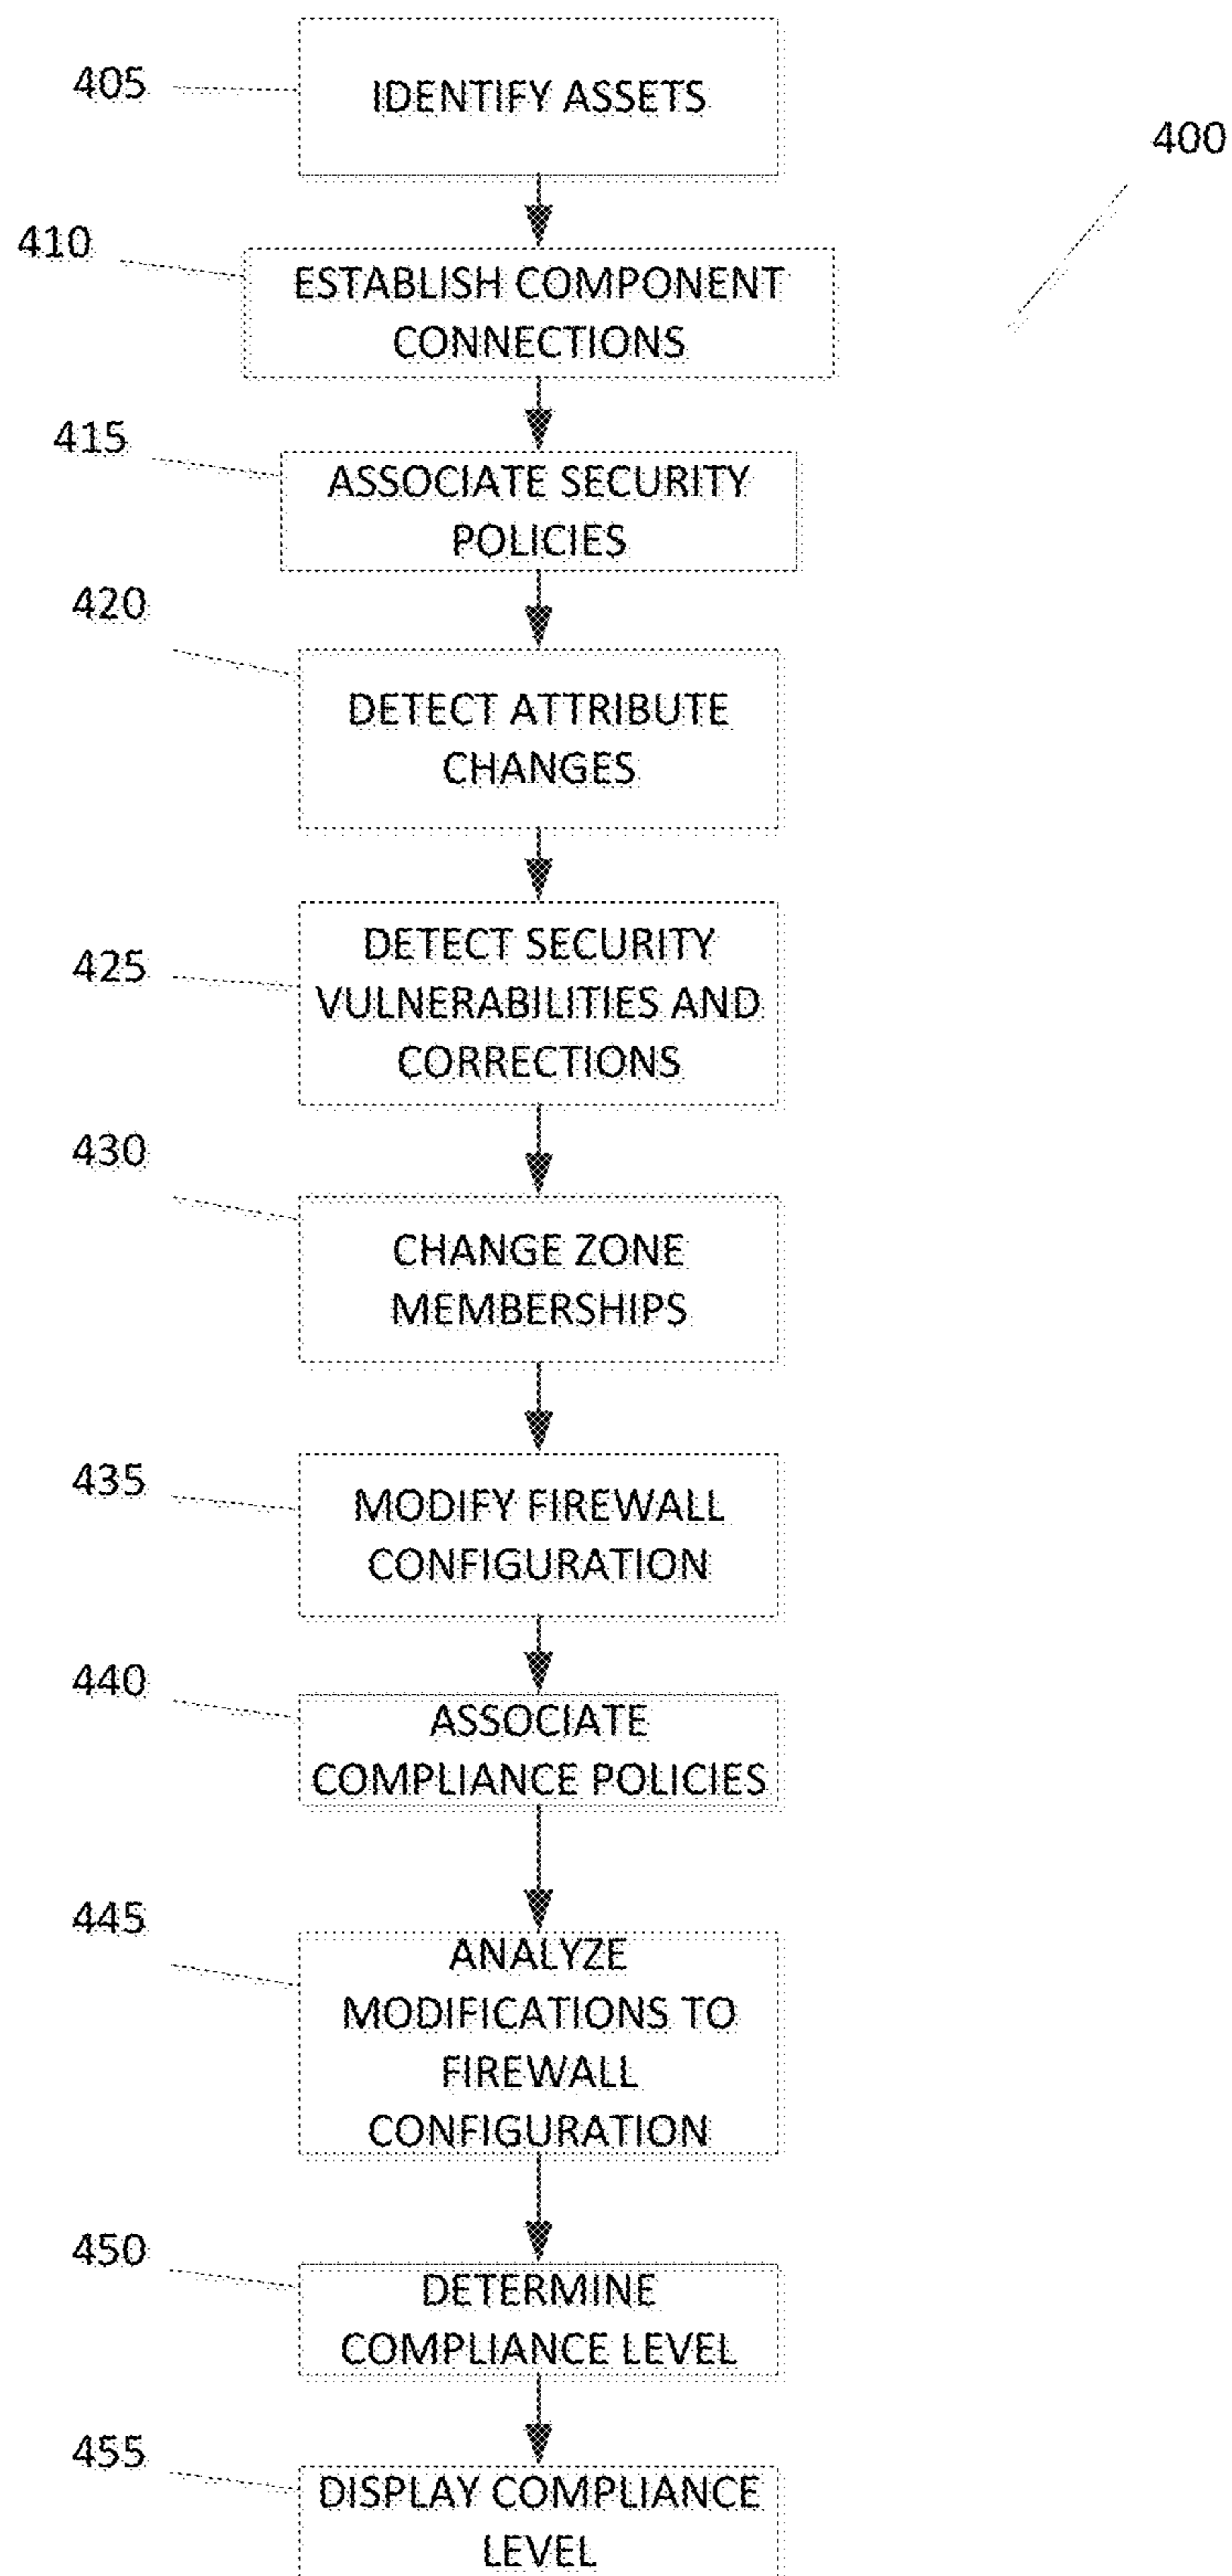 405
IDENTIFY ASSETS
400
410
ESTABLISH COMPONENT
CONNECTIONS
415
ASSOCIATE SECURITY
POLICIES
420
DETECT ATTRIBUTE
CHANGES
425
DETECT SECURITY
VULNERABILITIES AND
CORRECTIONS
430
CHANGE ZONE
MEMBERSHIPS
435
MODIFY FIREWALL
CONFIGURATION
440
ASSOCIATE
COMPLIANCE POLICIES
445
ANALYZE
MODIFICATIONS TO
FIREWALL
CONFIGURATION
450
DETERMINE
COMPLIANCE LEVEL
455
DISPLAY COMPLIANCE
LEVEL